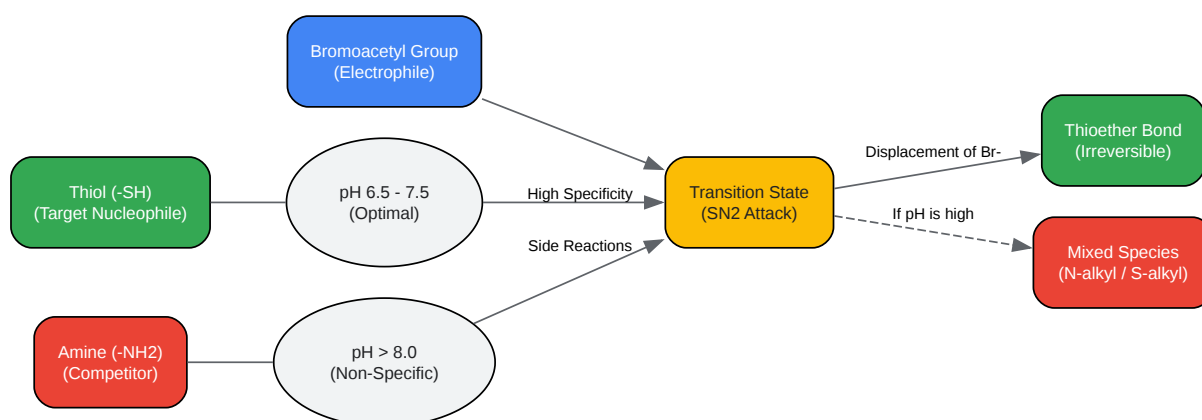 Bromoacetyl Group
(Electrophile)
Thiol (-SH)
(Target Nucleophile)
pH 6.5 - 7.5
(Optimal)
High Specificity
Side Reactions
Amine (-NH2)
(Competitor)
pH > 8.0
(Non-Specific)
Transition State
(SN2 Attack)
Displacement of Br-
If pH is high
Thioether Bond
(Irreversible)
Mixed Species
(N-alkyl / S-alkyl)